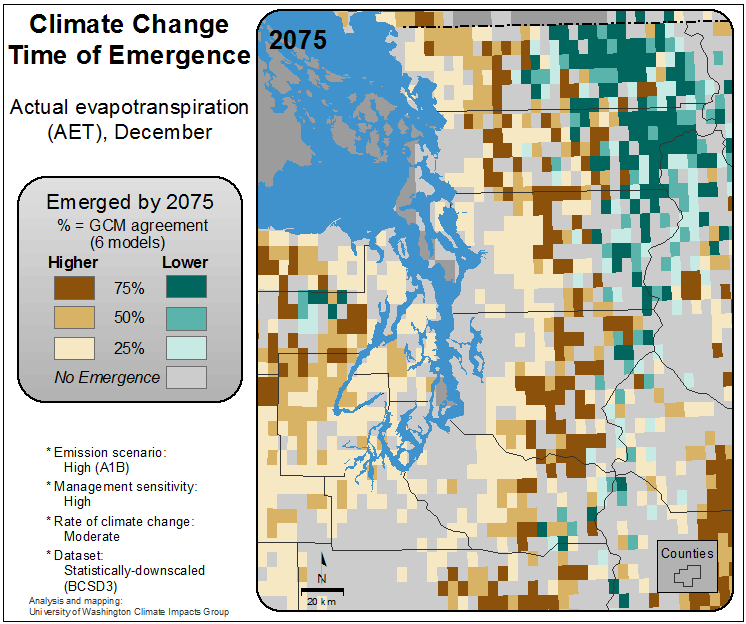 Climate Change
Time of Emergence
Actual evapotranspiration
(AET), December
Emerged by 2075
% = GCM agreement
(6 models)
Higher Lower
75%
50%
25%
No Emergence
* Emission scenario:
High (A1B)
* Management sensitivity:
High
* Rate of climate change:
Moderate
* Dataset:
Statistically-downscaled
(BCSD3)
Analysis and mapping:
University of Washington Climate Impacts Group
2075
N
20 km
Counties